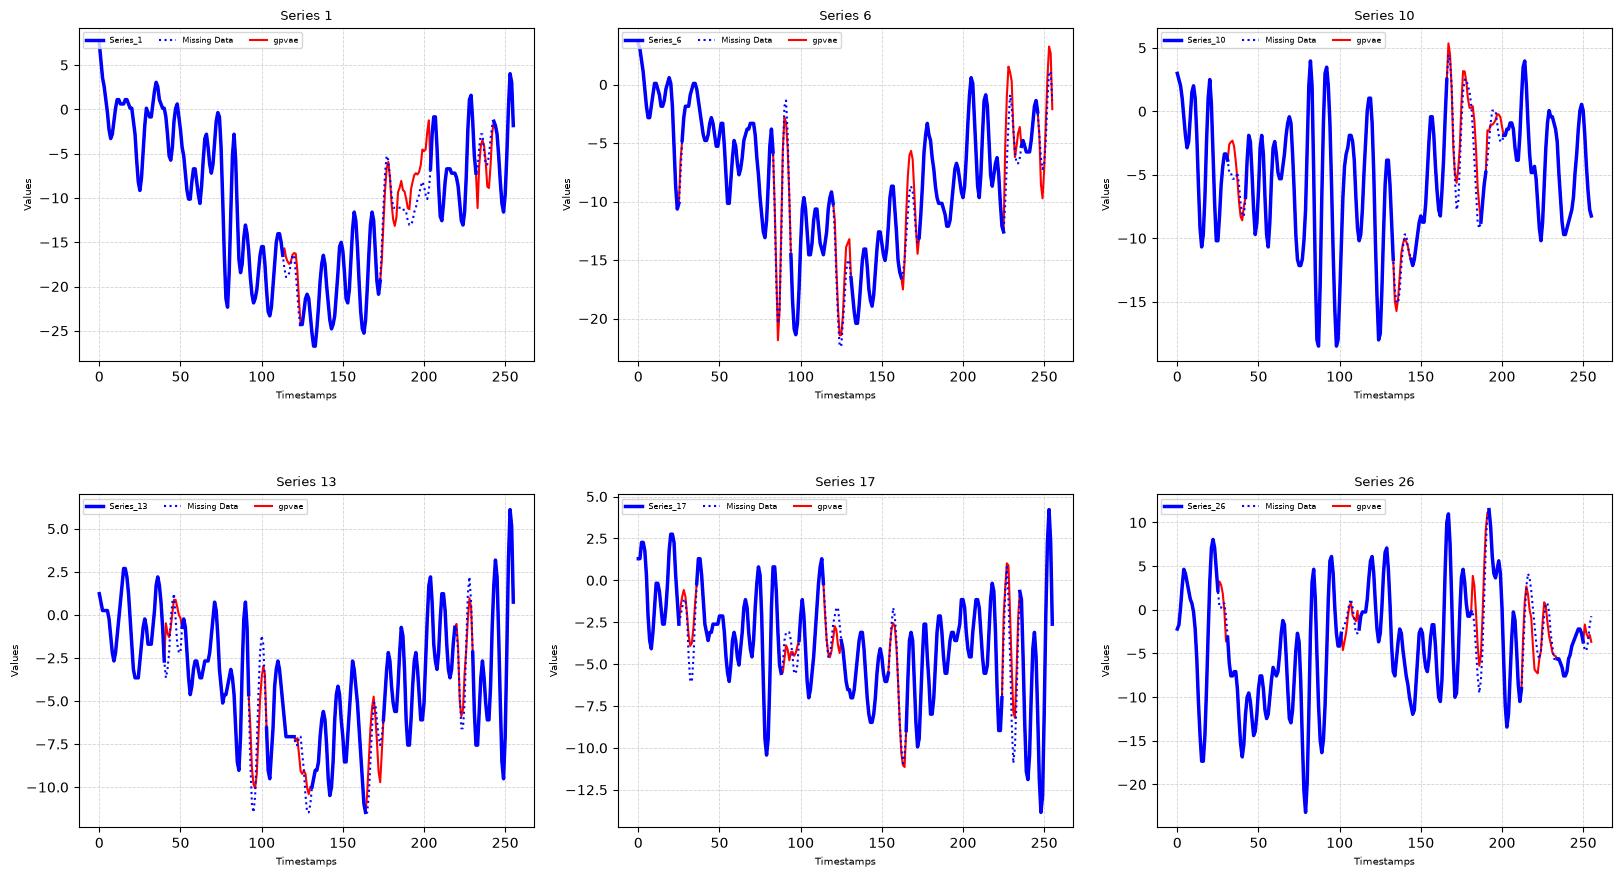 Series 1
Series_1 Missing Data gpvae
5
0
−5
−10
−15
−20
−25
Values
0 50 100 150 200 250
Timestamps
Series 6
Series_6 Missing Data gpvae
0
−5
−10
−15
−20
Values
0 50 100 150 200 250
Timestamps
Series 10
Series_10 Missing Data gpvae
5
0
−5
−10
−15
Values
0 50 100 150 200 250
Timestamps
Series 13
Series_13 Missing Data gpvae
5.0
2.5
0.0
−2.5
−5.0
−7.5
−10.0
Values
0 50 100 150 200 250
Timestamps
Series 17
Series_17 Missing Data gpvae
5.0
2.5
0.0
−2.5
−5.0
−7.5
−10.0
−12.5
Values
0 50 100 150 200 250
Timestamps
Series 26
Series_26 Missing Data gpvae
10
5
0
−5
−10
−15
−20
Values
0 50 100 150 200 250
Timestamps